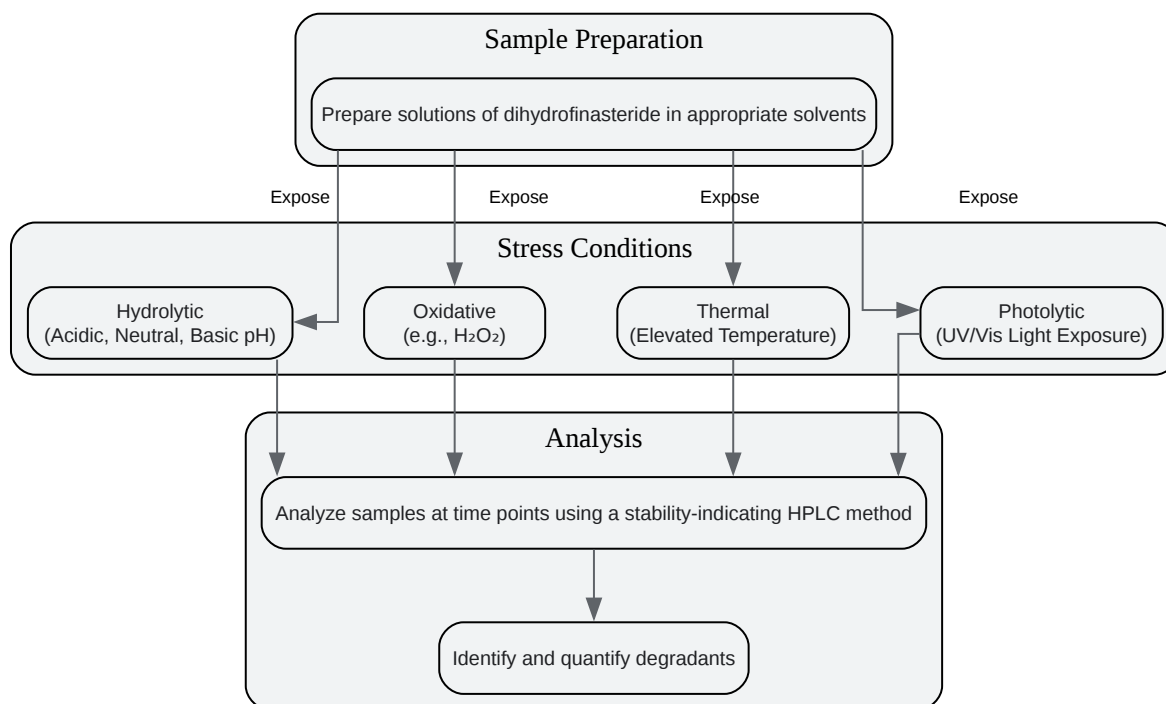 Sample Preparation
Prepare solutions of dihydrofinasteride in appropriate solvents
Expose
Expose
Expose
Expose
Stress Conditions
Hydrolytic
(Acidic, Neutral, Basic pH)
Oxidative
(e.g., H₂O₂)
Thermal
(Elevated Temperature)
Photolytic
(UV/Vis Light Exposure)
Analysis
Analyze samples at time points using a stability-indicating HPLC method
Identify and quantify degradants